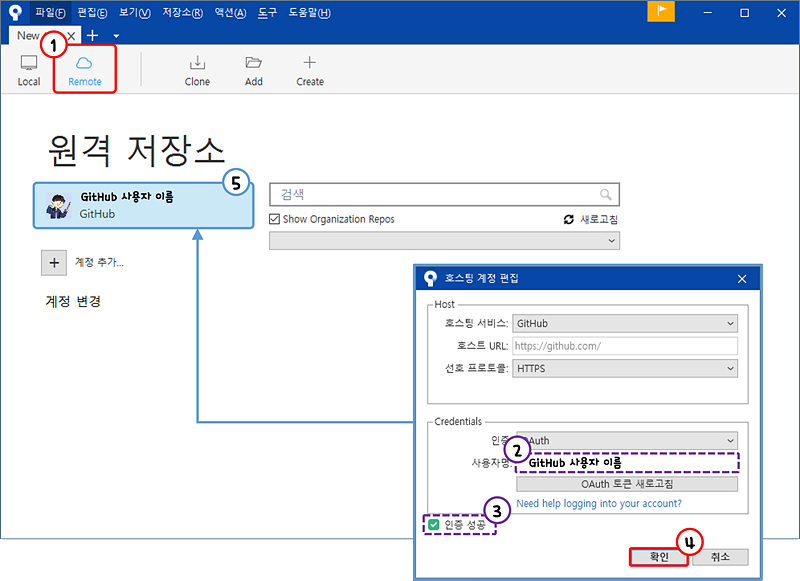 파일(F) 편집(E) 보기(V) 저장소(R) 액션(A) 도구 도움말(H)
New
1
Local Remote Clone Add Create
원격 저장소
GitHub 사용자 이름
GitHub
5
검색
Show Organization Repos 새로고침
계정 추가...
계정 변경
호스팅 계정 편집
Host
호스팅 서비스: GitHub
호스트 URL: https://github.com/
선호 프로토콜: HTTPS
Credentials
인증 OAuth
2
사용자명: GitHub 사용자 이름
OAuth 토큰 새로고침
Need help logging into your account?
3
인증 성공
4
확인 취소